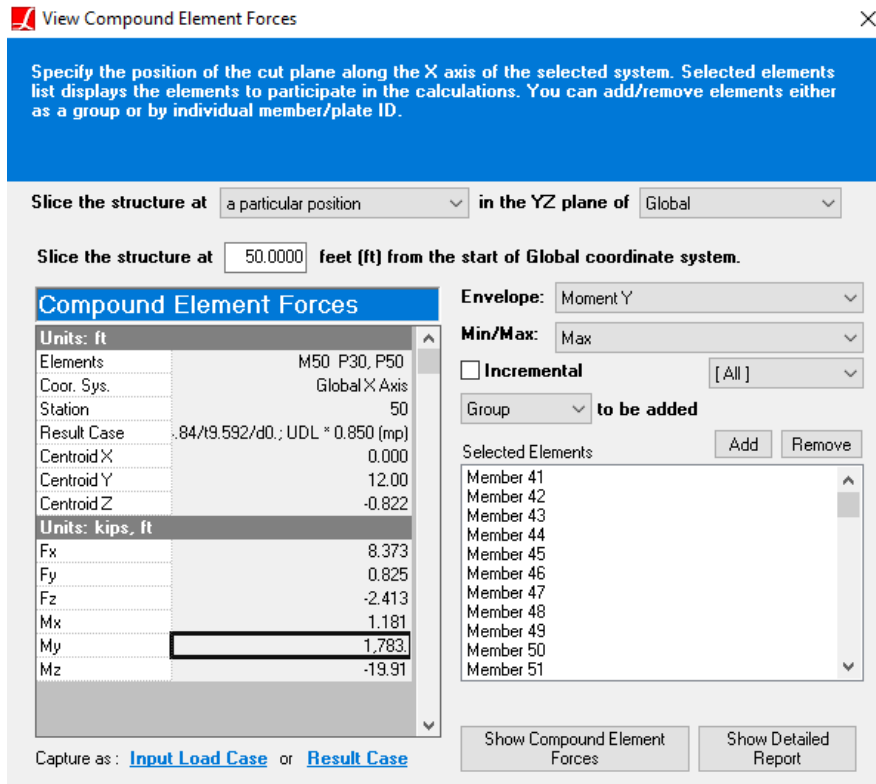 View Compound Element Forces
Specify the position of the cut plane along the X axis of the selected system. Selected elements
list displays the elements to participate in the calculations. You can add/remove elements either
as a group or by individual member/plate ID.
Slice the structure at a particular position in the YZ plane of Global
Slice the structure at 50.0000 feet (ft) from the start of Global coordinate system.
Compound Element Forces
Units: ft
Elements M50 P30, P50
Coor. Sys. Global X Axis
Station 50
Result Case .84/t9.592/d0.; UDL * 0.850 (mp)
Centroid X 0.000
Centroid Y 12.00
Centroid Z -0.822
Units: kips, ft
Fx 8.373
Fy 0.825
Fz -2.413
Mx 1.181
My 1,783.
Mz -19.91
Capture as : Input Load Case or Result Case
Envelope: Moment Y
Min/Max: Max
Incremental [ All ]
Group to be added
Selected Elements Add Remove
Member 41
Member 42
Member 43
Member 44
Member 45
Member 46
Member 47
Member 48
Member 49
Member 50
Member 51
Show Compound Element
Forces
Show Detailed
Report